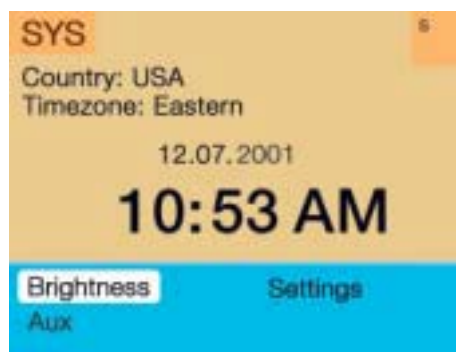 SYS
S
Country: USA
Timezone: Eastern
12.07.2001
10:53 AM
Brightness Settings
Aux